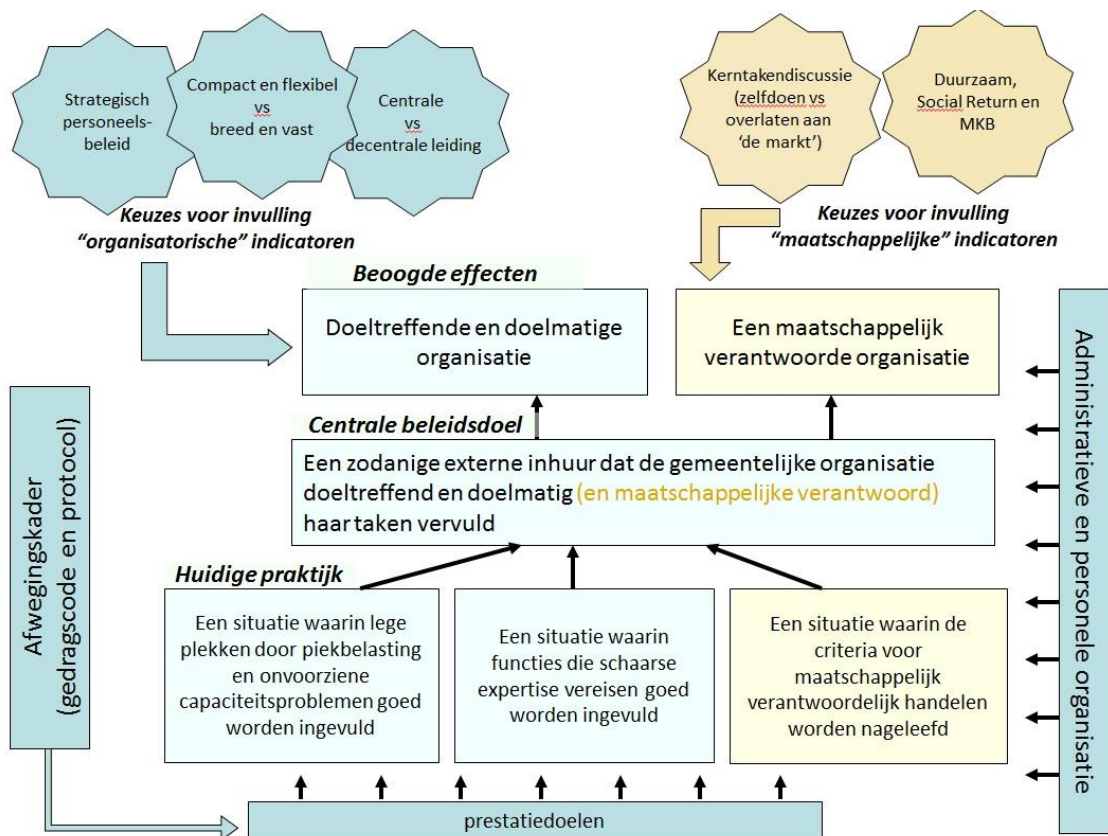 Strategisch
personeels-
beleid
Compact en flexibel
vs
breed en vast
Centrale
vs
decentrale leiding
Kerntakendiscussie
(zelfdoen vs
overlaten aan
‘de markt’)
Duurzaam,
Social Return en
MKB
Keuzes voor invulling
“organisatorische” indicatoren
Keuzes voor invulling
“maatschappelijke” indicatoren
Beoogde effecten
Doeltreffende en doelmatige
organisatie
Een maatschappelijk
verantwoorde organisatie
Centrale beleidsdoel
Een zodanige externe inhuur dat de gemeentelijke organisatie
doeltreffend en doelmatig (en maatschappelijke verantwoord)
haar taken vervuld
Huidige praktijk
Een situatie waarin lege
plekken door piekbelasting
en onvoorziene
capaciteitsproblemen goed
worden ingevuld
Een situatie waarin
functies die schaarse
expertise vereisen goed
worden ingevuld
Een situatie waarin de
criteria voor
maatschappelijk
verantwoordelijk handelen
worden nageleefd
prestatiedoelen
Afwegingskader
(gedragscode en protocol)
Administratieve en personele organisatie